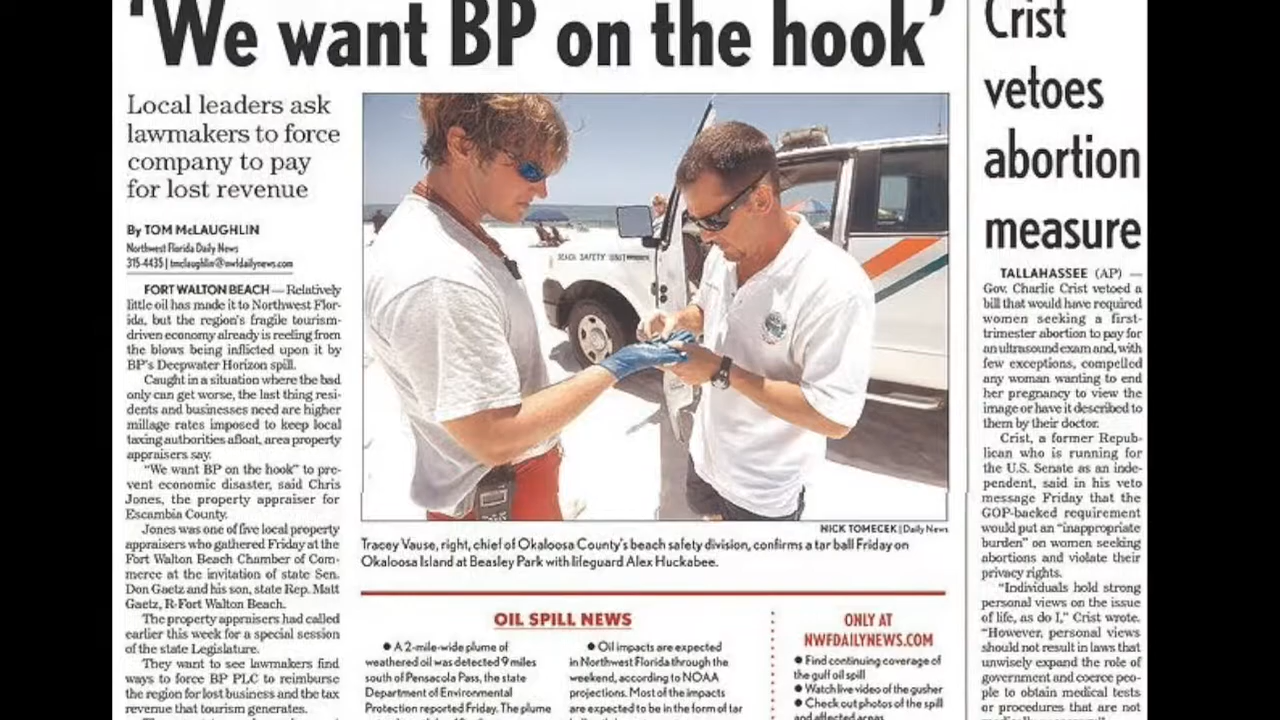 'We want BP on the hook'
Local leaders ask
lawmakers to force
company to pay
for lost revenue
By TOM McLAUGHLIN
Northwest Florida Daily News
315-4435 | tmclaughlin@nwfdailynews.com
FORT WALTON BEACH — Relatively
little oil has made it to Northwest Flor-
ida, but the region's fragile tourism-
driven economy already is reeling from
the blows being inflicted upon it by
BP's Deepwater Horizon spill.
Caught in a situation where the bad
only can get worse, the last thing resi-
dents and businesses need are higher
millage rates imposed to keep local
taxing authorities afloat, area property
appraisers say.
"We want BP on the hook" to pre-
vent economic disaster, said Chris
Jones, the property appraiser for
Escambia County.
Jones was one of five local property
appraisers who gathered Friday at the
Fort Walton Beach Chamber of Com-
merce at the invitation of state Sen.
Don Gaetz and his son, state Rep. Matt
Gaetz, R-Fort Walton Beach.
The property appraisers had called
earlier this week for a special session
of the state Legislature.
They want to see lawmakers find
ways to force BP PLC to reimburse
the region for lost business and the tax
revenue that tourism generates.
BEACH SAFETY
NICK TOMECEK | Daily News
Tracey Vause, right, chief of Okaloosa County's beach safety division, confirms a tar ball Friday on
Okaloosa Island at Beasley Park with lifeguard Alex Huckabee.
OIL SPILL NEWS
● A 2-mile-wide plume of
weathered oil was detected 9 miles
south of Pensacola Pass, the state
Department of Environmental
Protection reported Friday. The plume
● Oil impacts are expected
in Northwest Florida through the
weekend, according to NOAA
projections. Most of the impacts
are expected to be in the form of tar
ONLY AT
NWFDAILYNEWS.COM
● Find continuing coverage of
the gulf oil spill
● Watch live video of the gusher
● Check out photos of the spill
and affected areas
Crist
vetoes
abortion
measure
TALLAHASSEE (AP) —
Gov. Charlie Crist vetoed a
bill that would have required
women seeking a first-
trimester abortion to pay for
an ultrasound exam and, with
few exceptions, compelled
any woman wanting to end
her pregnancy to view the
image or have it described to
them by their doctor.
Crist, a former Repub-
lican who is running for
the U.S. Senate as an inde-
pendent, said in his veto
message Friday that the
GOP-backed requirement
would put an "inappropriate
burden" on women seeking
abortions and violate their
privacy rights.
"Individuals hold strong
personal views on the issue
of life, as do I," Crist wrote.
"However, personal views
should not result in laws that
unwisely expand the role of
government and coerce peo-
ple to obtain medical tests
or procedures that are not